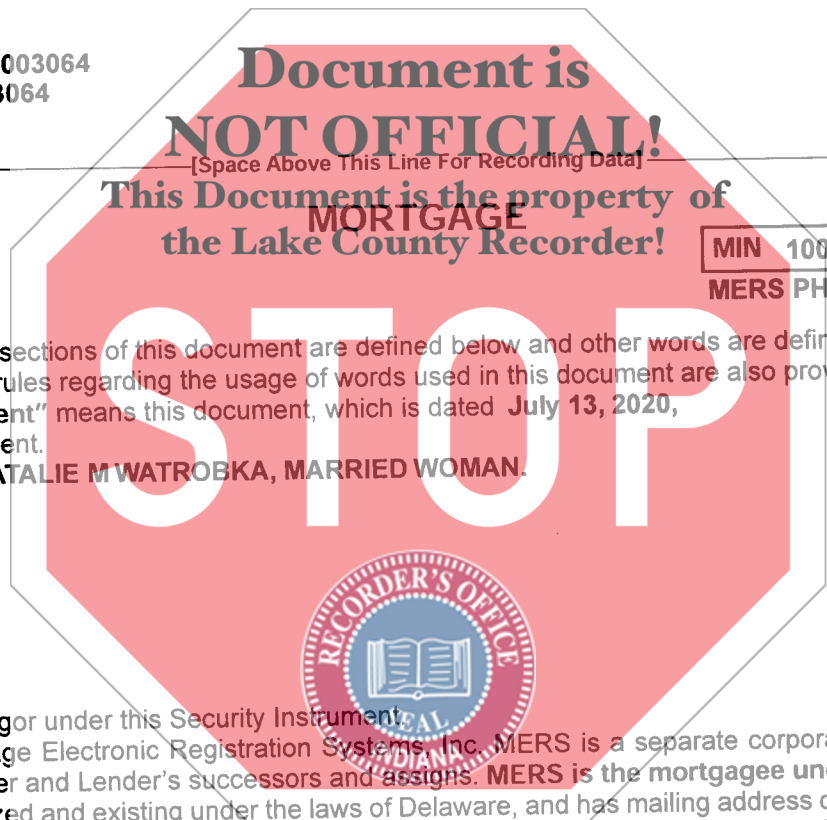 003064
3064
Document is
NOT OFFICIAL!
[Space Above This Line For Recording Data]
This Document is the property of
MORTGAGE
the Lake County Recorder!
MIN 100
MERS PH
STOP
sections of this document are defined below and other words are defin
rules regarding the usage of words used in this document are also prov
ent" means this document, which is dated July 13, 2020,
ent.
ATALIE M WATROBKA, MARRIED WOMAN.
RECORDER'S OFFICE
SEAL
INDIANA
gor under this Security Instrument.
ge Electronic Registration Systems, Inc. MERS is a separate corpora
er and Lender's successors and assigns. MERS is the mortgagee un
zed and existing under the laws of Delaware, and has mailing address o